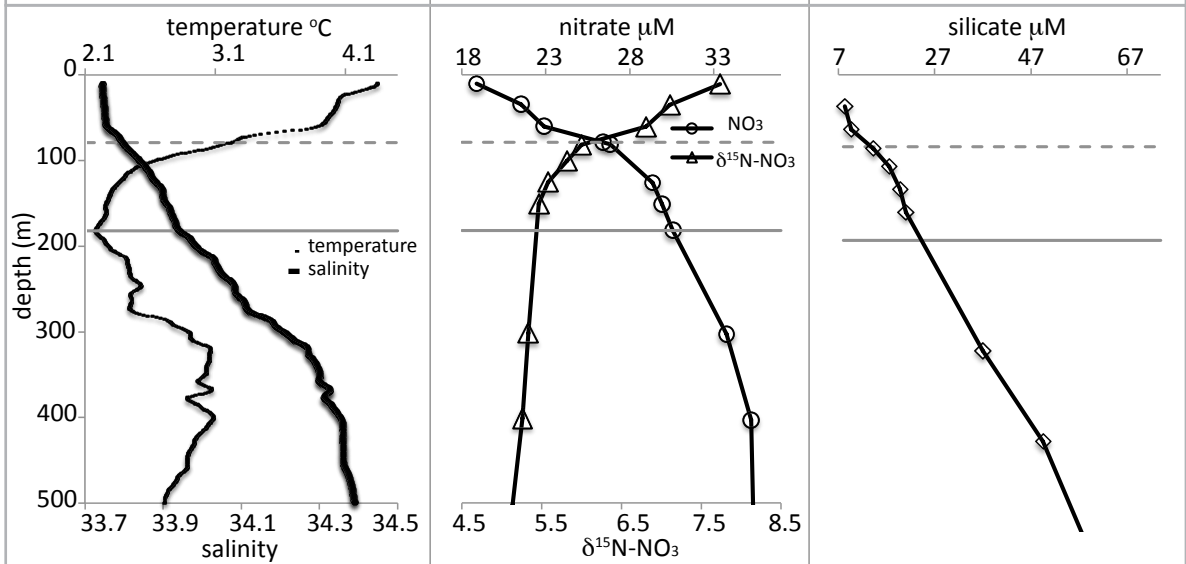 temperature °C
2.1 3.1 4.1
nitrate μM
18 23 28 33
silicate μM
7 27 47 67
0
100
200
300
400
500
depth (m)
temperature
salinity
NO₃
δ¹⁵N-NO₃
33.7 33.9 34.1 34.3 34.5
salinity
4.5 5.5 6.5 7.5 8.5
δ¹⁵N-NO₃